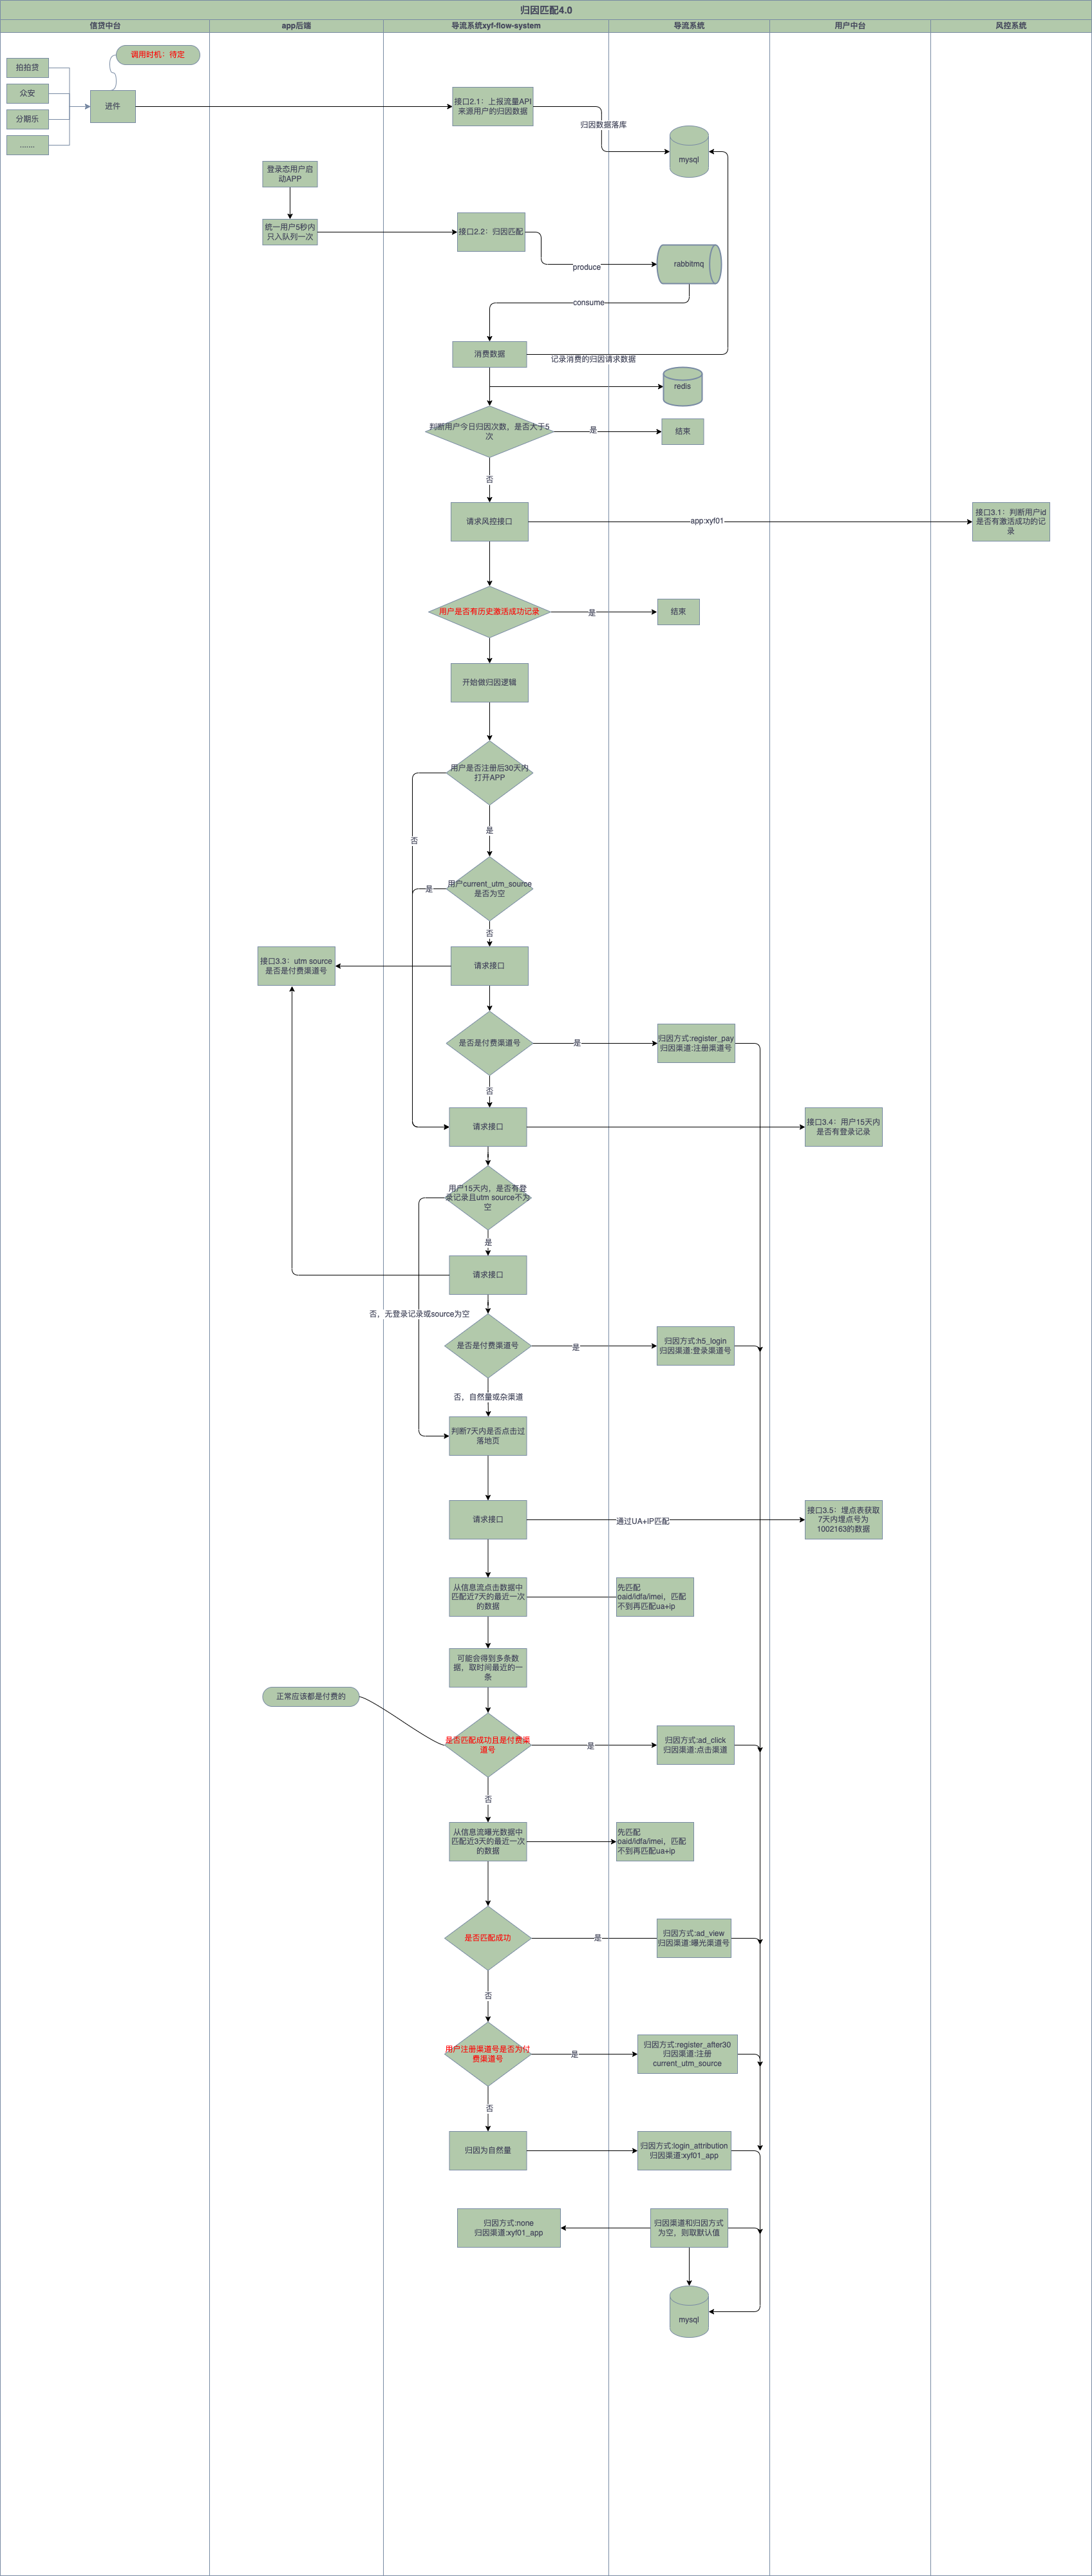 归因匹配4.0
信贷中台
app后端
导流系统xyf-flow-system
导流系统
用户中台
风控系统
调用时机：待定
拍拍贷
众安
分期乐
.......
进件
接口2.1：上报流量API
来源用户的归因数据
归因数据落库
mysql
登录态用户启
动APP
统一用户5秒内
只入队列一次
接口2.2：归因匹配
produce
rabbitmq
consume
消费数据
记录消费的归因请求数据
redis
判断用户今日归因次数，是否大于5
次
是
结束
否
请求风控接口
app:xyf01
接口3.1：判断用户id
是否有激活成功的记
录
用户是否有历史激活成功记录
是
结束
开始做归因逻辑
用户是否注册后30天内
打开APP
否
是
用户current_utm_source
是否为空
是
否
接口3.3：utm source
是否是付费渠道号
请求接口
是否是付费渠道号
是
归因方式:register_pay
归因渠道:注册渠道号
否
请求接口
接口3.4：用户15天内
是否有登录记录
用户15天内，是否有登
录记录且utm source不为
空
是
请求接口
否，无登录记录或source为空
是否是付费渠道号
是
归因方式:h5_login
归因渠道:登录渠道号
否，自然量或杂渠道
判断7天内是否点击过
落地页
请求接口
通过UA+IP匹配
接口3.5：埋点表获取
7天内埋点号为
1002163的数据
从信息流点击数据中
匹配近7天的最近一次
的数据
先匹配
oaid/idfa/imei，匹配
不到再匹配ua+ip
可能会得到多条数
据，取时间最近的一
条
正常应该都是付费的
是否匹配成功且是付费渠
道号
是
归因方式:ad_click
归因渠道:点击渠道
否
从信息流曝光数据中
匹配近3天的最近一次
的数据
先匹配
oaid/idfa/imei，匹配
不到再匹配ua+ip
是否匹配成功
是
归因方式:ad_view
归因渠道:曝光渠道号
否
用户注册渠道号是否为付
费渠道号
是
归因方式:register_after30
归因渠道:注册
current_utm_source
否
归因为自然量
归因方式:login_attribution
归因渠道:xyf01_app
归因方式:none
归因渠道:xyf01_app
归因渠道和归因方式
为空，则取默认值
mysql